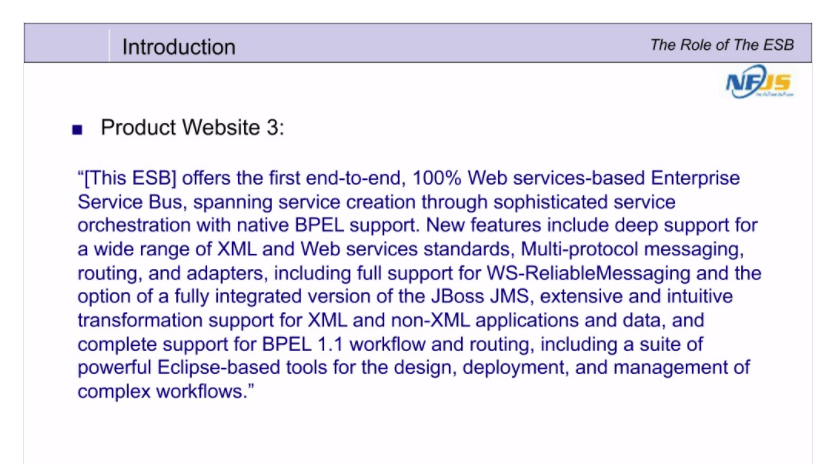 Introduction
The Role of The ESB
NFJS
Product Website 3:
“[This ESB] offers the first end-to-end, 100% Web services-based Enterprise
Service Bus, spanning service creation through sophisticated service
orchestration with native BPEL support. New features include deep support for
a wide range of XML and Web services standards, Multi-protocol messaging,
routing, and adapters, including full support for WS-ReliableMessaging and the
option of a fully integrated version of the JBoss JMS, extensive and intuitive
transformation support for XML and non-XML applications and data, and
complete support for BPEL 1.1 workflow and routing, including a suite of
powerful Eclipse-based tools for the design, deployment, and management of
complex workflows.”